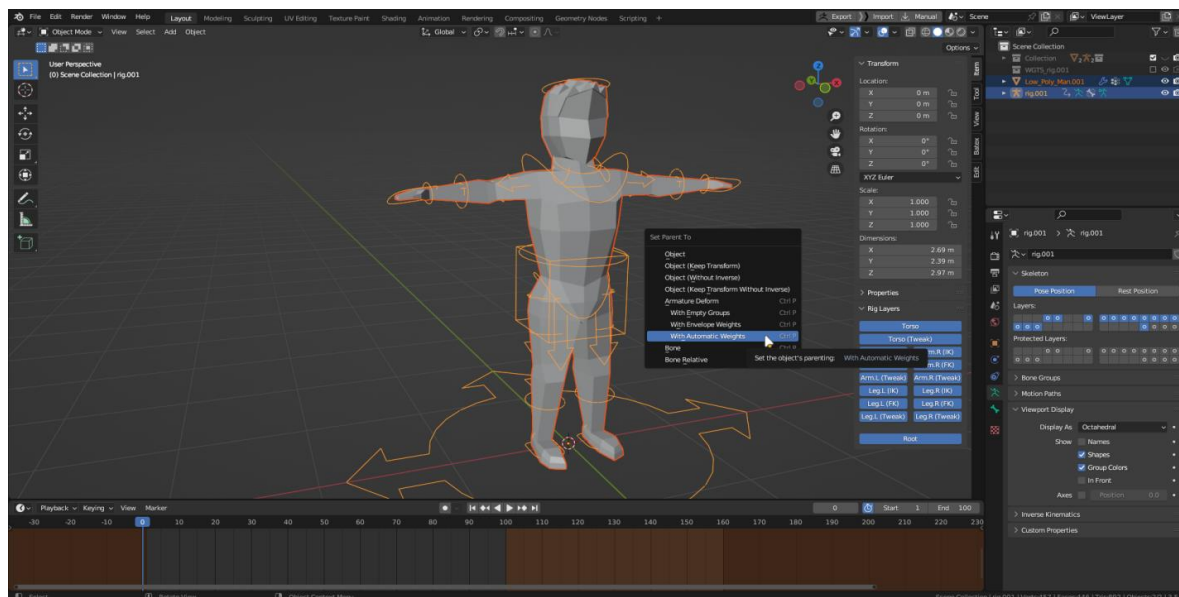 File Edit Render Window Help Layout Modeling Sculpting UV Editing Texture Paint Shading Animation Rendering Compositing Geometry Nodes Scripting + Export Import Manual Scene ViewLayer
Object Mode View Select Add Object Global
Options
User Perspective
(0) Scene Collection | rig.001
Transform
Location:
X 0 m
Y 0 m
Z 0 m
Rotation:
X 0°
Y 0°
Z 0°
XYZ Euler
Scale:
X 1.000
Y 1.000
Z 1.000
Dimensions:
X 2.69 m
Y 2.39 m
Z 2.97 m
Properties
Rig Layers
Torso
Torso (Tweak)
Arm.R (IK)
Arm.R (FK)
Arm.L (Tweak) Arm.R (Tweak)
Leg.L (IK) Leg.R (IK)
Leg.L (FK) Leg.R (FK)
Leg.L (Tweak) Leg.R (Tweak)
Root
Item
Tool
View
Batex
Edit
Set Parent To
Object
Object (Keep Transform)
Object (Without Inverse)
Object (Keep Transform Without Inverse)
Armature Deform Ctrl P
With Empty Groups Ctrl P
With Envelope Weights Ctrl P
With Automatic Weights Ctrl P
Bone Ctrl P
Bone Relative
Set the object's parenting: With Automatic Weights
Scene Collection
Collection
WGTS_rig.001
Low_Poly_Man.001
rig.001
rig.001 > rig.001
rig.001
Skeleton
Pose Position Rest Position
Layers:
Protected Layers:
Bone Groups
Motion Paths
Viewport Display
Display As Octahedral
Show Names
Shapes
Group Colors
In Front
Axes Position 0.0
Inverse Kinematics
Custom Properties
Playback Keying View Marker 0 Start 1 End 100
-30 -20 -10 0 10 20 30 40 50 60 70 80 90 100 110 120 130 140 150 160 170 180 190 200 210 220 230
Select Rotate View Object Context Menu